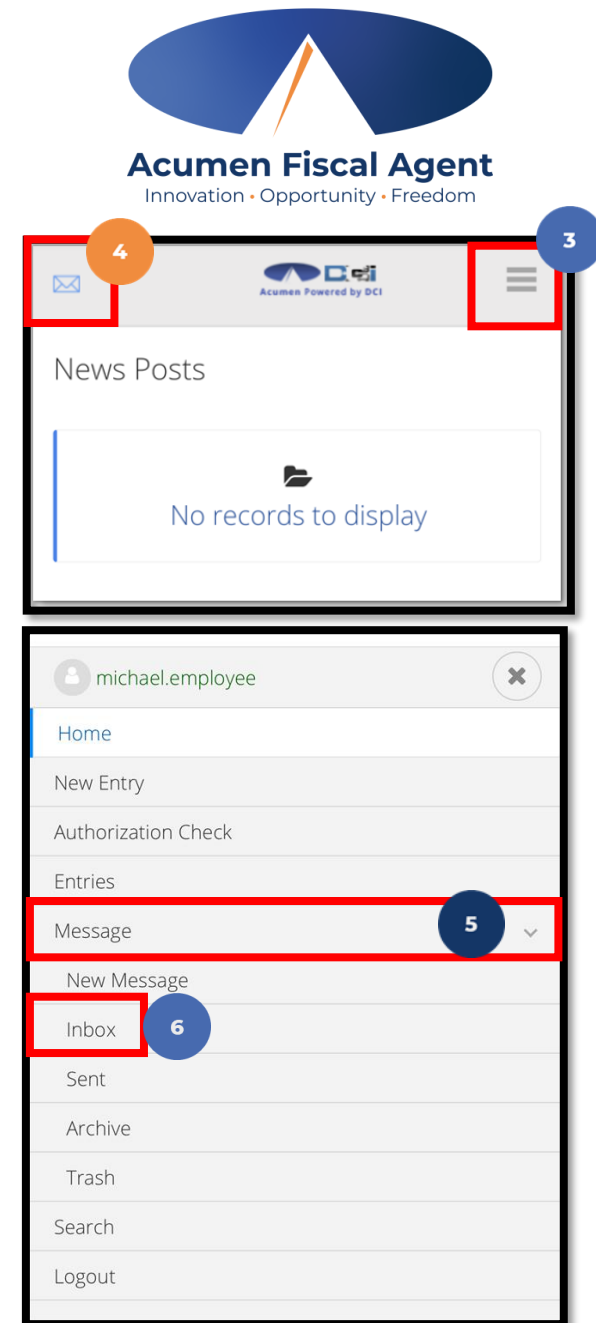 Acumen Fiscal Agent
Innovation • Opportunity • Freedom
4
3
dci
Acumen Powered by DCI
News Posts
No records to display
michael.employee
Home
New Entry
Authorization Check
Entries
Message
5
New Message
Inbox
6
Sent
Archive
Trash
Search
Logout